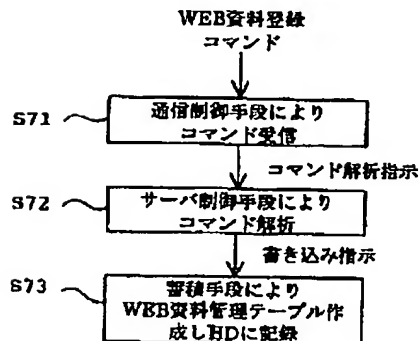 WEB資料登録
コマンド
S71
通信制御手段により
コマンド受信
コマンド解析指示
S72
サーバ制御手段により
コマンド解析
書き込み指示
S73
蓄積手段により
WEB資料管理テーブル作
成しHDに記録